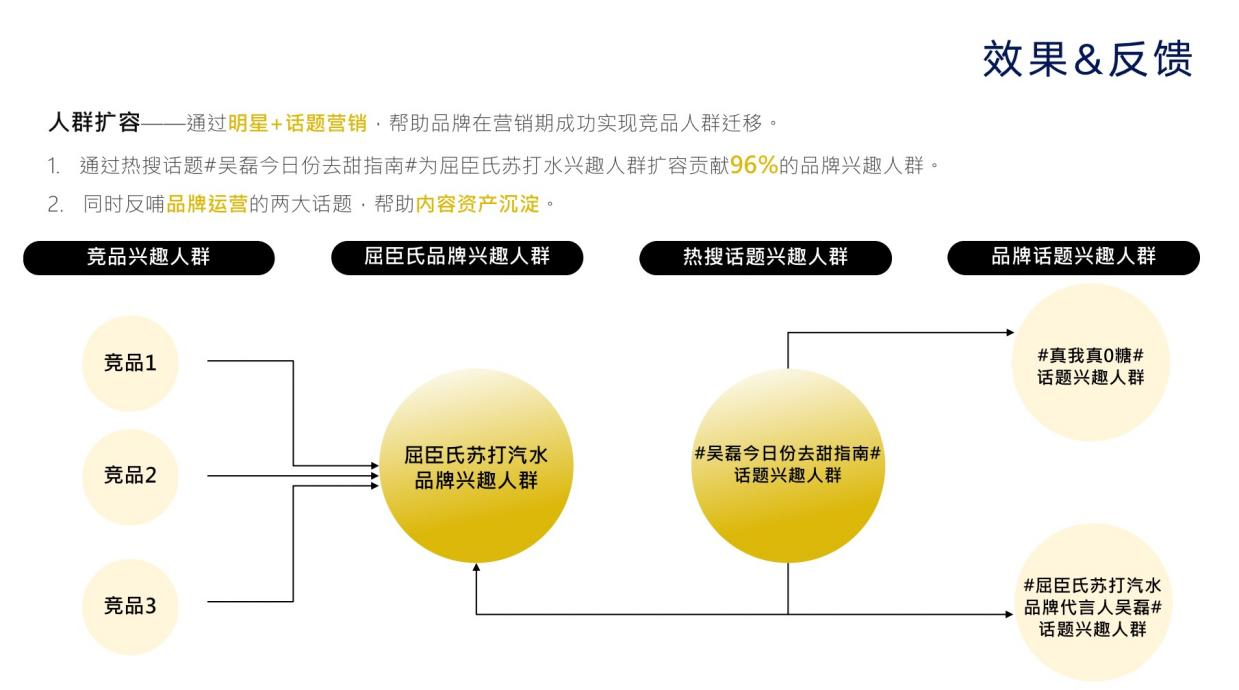 效果&反馈
人群扩容——通过明星+话题营销，帮助品牌在营销期成功实现竞品人群迁移。
1. 通过热搜话题#吴磊今日份去甜指南#为屈臣氏苏打水兴趣人群扩容贡献96%的品牌兴趣人群。
2. 同时反哺品牌运营的两大话题，帮助内容资产沉淀。
竞品兴趣人群
屈臣氏品牌兴趣人群
热搜话题兴趣人群
品牌话题兴趣人群
竞品1
竞品2
竞品3
屈臣氏苏打汽水
品牌兴趣人群
#吴磊今日份去甜指南#
话题兴趣人群
#真我真0糖#
话题兴趣人群
#屈臣氏苏打汽水
品牌代言人吴磊#
话题兴趣人群